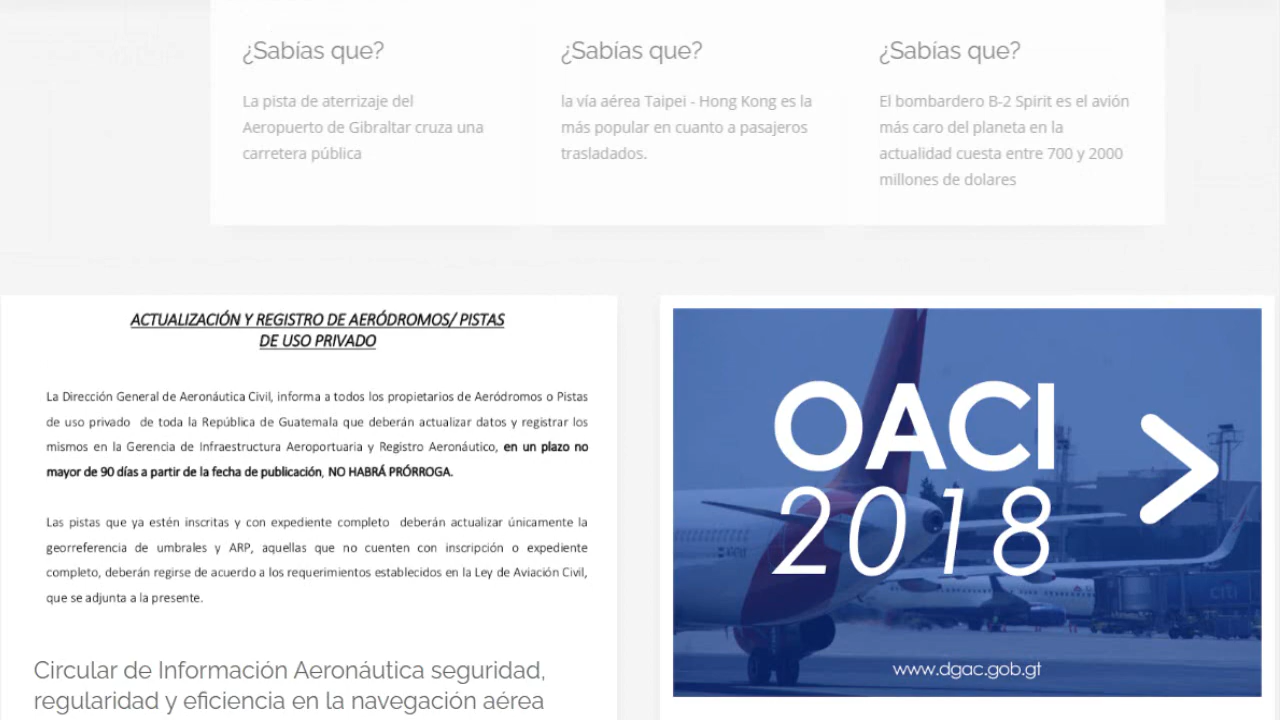 ¿Sabías que?
La pista de aterrizaje del
Aeropuerto de Gibraltar cruza una
carretera pública
¿Sabías que?
la vía aérea Taipei - Hong Kong es la
más popular en cuanto a pasajeros
trasladados.
¿Sabías que?
El bombardero B-2 Spirit es el avión
más caro del planeta en la
actualidad cuesta entre 700 y 2000
millones de dolares
ACTUALIZACIÓN Y REGISTRO DE AERÓDROMOS/ PISTAS
DE USO PRIVADO
La Dirección General de Aeronáutica Civil, informa a todos los propietarios de Aeródromos o Pistas
de uso privado de toda la República de Guatemala que deberán actualizar datos y registrar los
mismos en la Gerencia de Infraestructura Aeroportuaria y Registro Aeronáutico, en un plazo no
mayor de 90 días a partir de la fecha de publicación, NO HABRÁ PRÓRROGA.
Las pistas que ya estén inscritas y con expediente completo deberán actualizar únicamente la
georreferencia de umbrales y ARP, aquellas que no cuenten con inscripción o expediente
completo, deberán regirse de acuerdo a los requerimientos establecidos en la Ley de Aviación Civil,
que se adjunta a la presente.
Circular de Información Aeronáutica seguridad,
regularidad y eficiencia en la navegación aérea
OACI
2018
citi
www.dgac.gob.gt